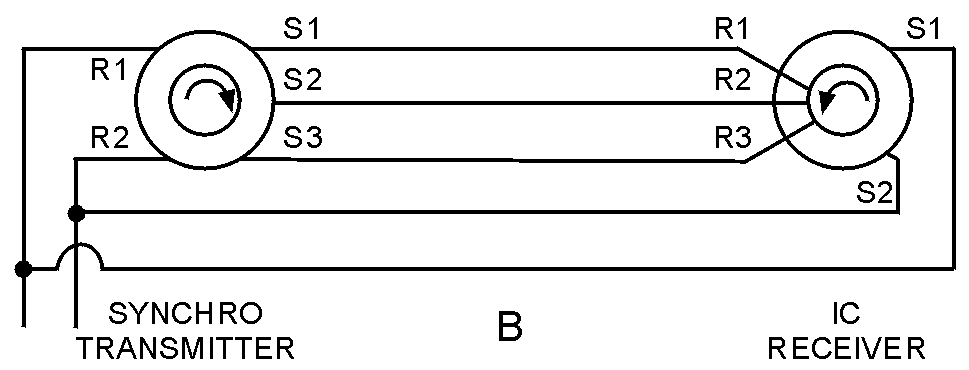 S1 R1 S1
R1 S2 R2
R2 S3 R3
S2
SYNCHRO TRANSMITTER
B
IC RECEIVER